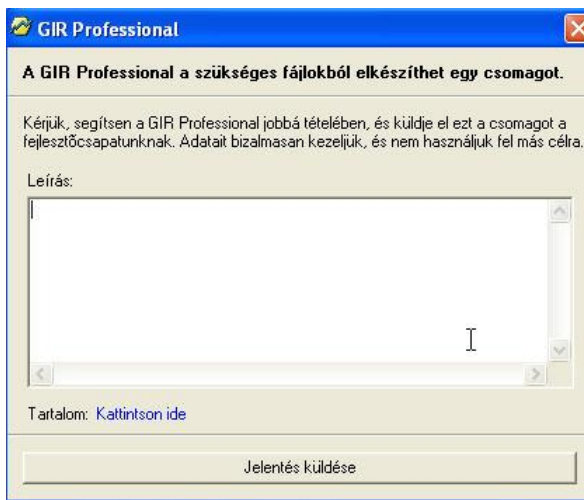 GIR Professional
A GIR Professional a szükséges fájlokból elkészíthet egy csomagot.
Kérjük, segítsen a GIR Professional jobbá tételében, és küldje el ezt a csomagot a
fejlesztõcsapatunknak. Adatait bizalmasan kezeljük, és nem használjuk fel más célra.
Leírás:
Tartalom: Kattintson ide
Jelentés küldése